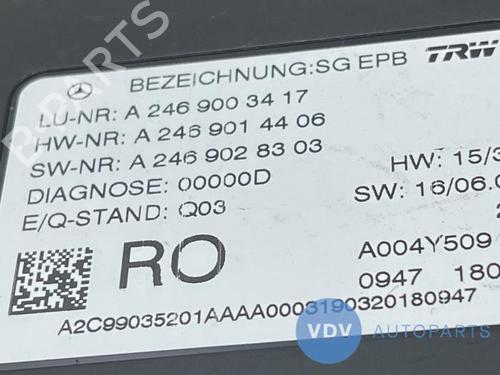 BEZEICHNUNG:SG EPB TRW
LU-NR: A 246 900 34 17
HW-NR: A 246 901 44 06
SW-NR: A 246 902 83 03
HW: 15/3
DIAGNOSE: 00000D
SW: 16/06.0
E/Q-STAND: Q03
RO
A004Y509
0947 180
A2C99035201AAAA0003190320180947
B-PARTS
VDV AUTOPARTS